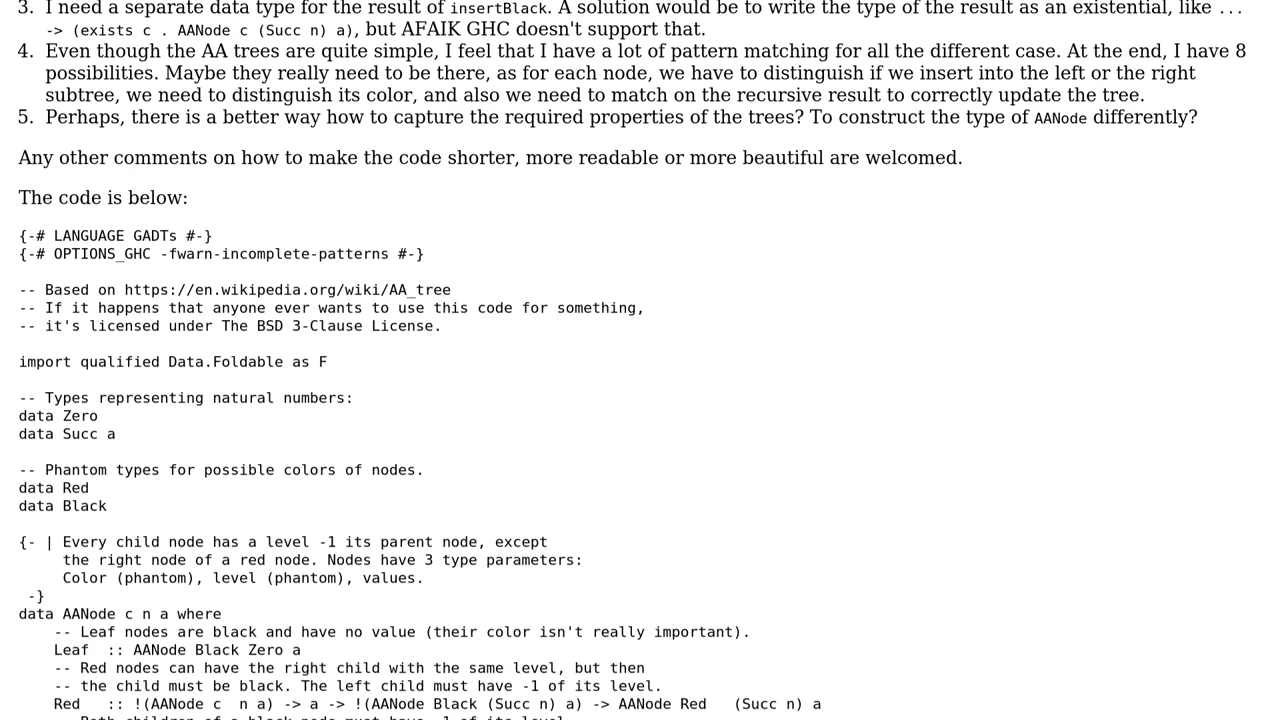 3. I need a separate data type for the result of insertBlack. A solution would be to write the type of the result as an existential, like ...
-> (exists c . AANode c (Succ n) a), but AFAIK GHC doesn't support that.
4. Even though the AA trees are quite simple, I feel that I have a lot of pattern matching for all the different case. At the end, I have 8
possibilities. Maybe they really need to be there, as for each node, we have to distinguish if we insert into the left or the right
subtree, we need to distinguish its color, and also we need to match on the recursive result to correctly update the tree.
5. Perhaps, there is a better way how to capture the required properties of the trees? To construct the type of AANode differently?
Any other comments on how to make the code shorter, more readable or more beautiful are welcomed.
The code is below:
{-# LANGUAGE GADTs #-}
{-# OPTIONS_GHC -fwarn-incomplete-patterns #-}
-- Based on https://en.wikipedia.org/wiki/AA_tree
-- If it happens that anyone ever wants to use this code for something,
-- it's licensed under The BSD 3-Clause License.
import qualified Data.Foldable as F
-- Types representing natural numbers:
data Zero
data Succ a
-- Phantom types for possible colors of nodes.
data Red
data Black
{- | Every child node has a level -1 its parent node, except
the right node of a red node. Nodes have 3 type parameters:
Color (phantom), level (phantom), values.
-}
data AANode c n a where
-- Leaf nodes are black and have no value (their color isn't really important).
Leaf  :: AANode Black Zero a
-- Red nodes can have the right child with the same level, but then
-- the child must be black. The left child must have -1 of its level.
Red   :: !(AANode c  n a) -> a -> !(AANode Black (Succ n) a) -> AANode Red   (Succ n) a
-- Both children of a black node must have -1 of its level.